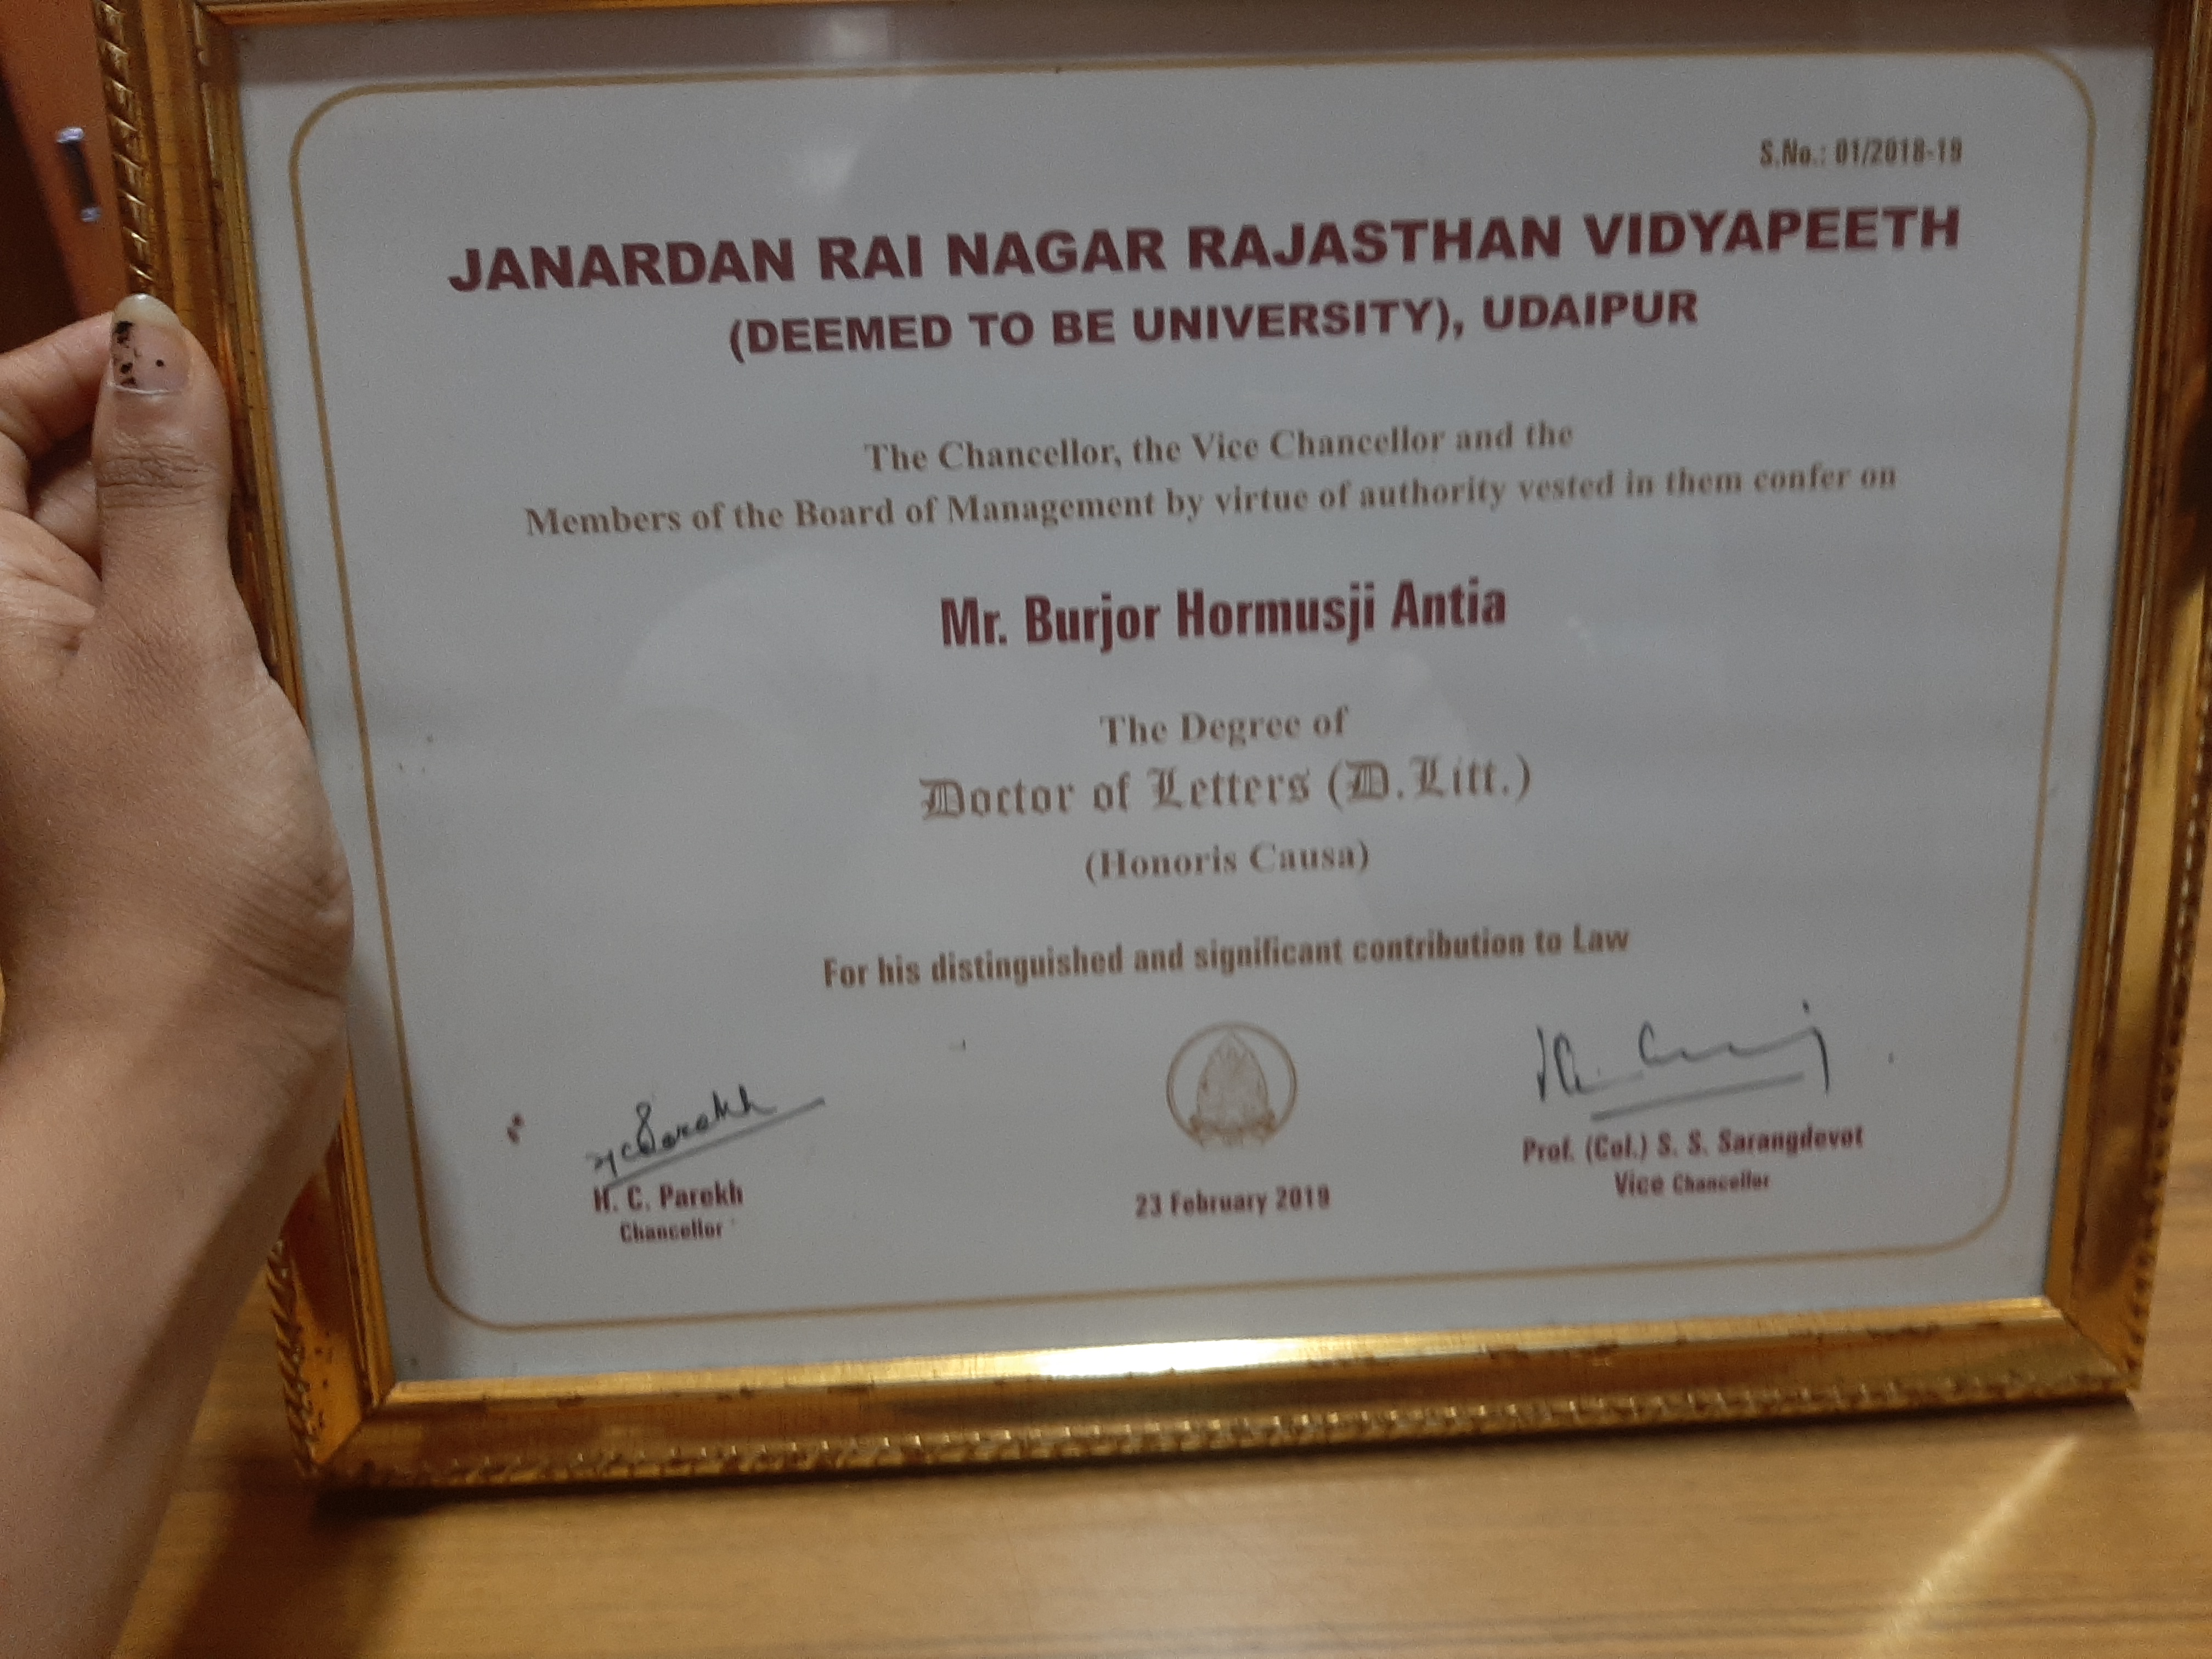 S.No.: 01/2018-19
JANARDAN RAI NAGAR RAJASTHAN VIDYAPEETH
(DEEMED TO BE UNIVERSITY), UDAIPUR
The Chancellor, the Vice Chancellor and the
Members of the Board of Management by virtue of authority vested in them confer on
Mr. Burjor Hormusji Antia
The Degree of
Doctor of Letters (D.Litt.)
(Honoris Causa)
For his distinguished and significant contribution to Law
HCParekh
H. C. Parekh
Chancellor
23 February 2019
Prof. (Col.) S. S. Sarangdevot
Vice Chancellor